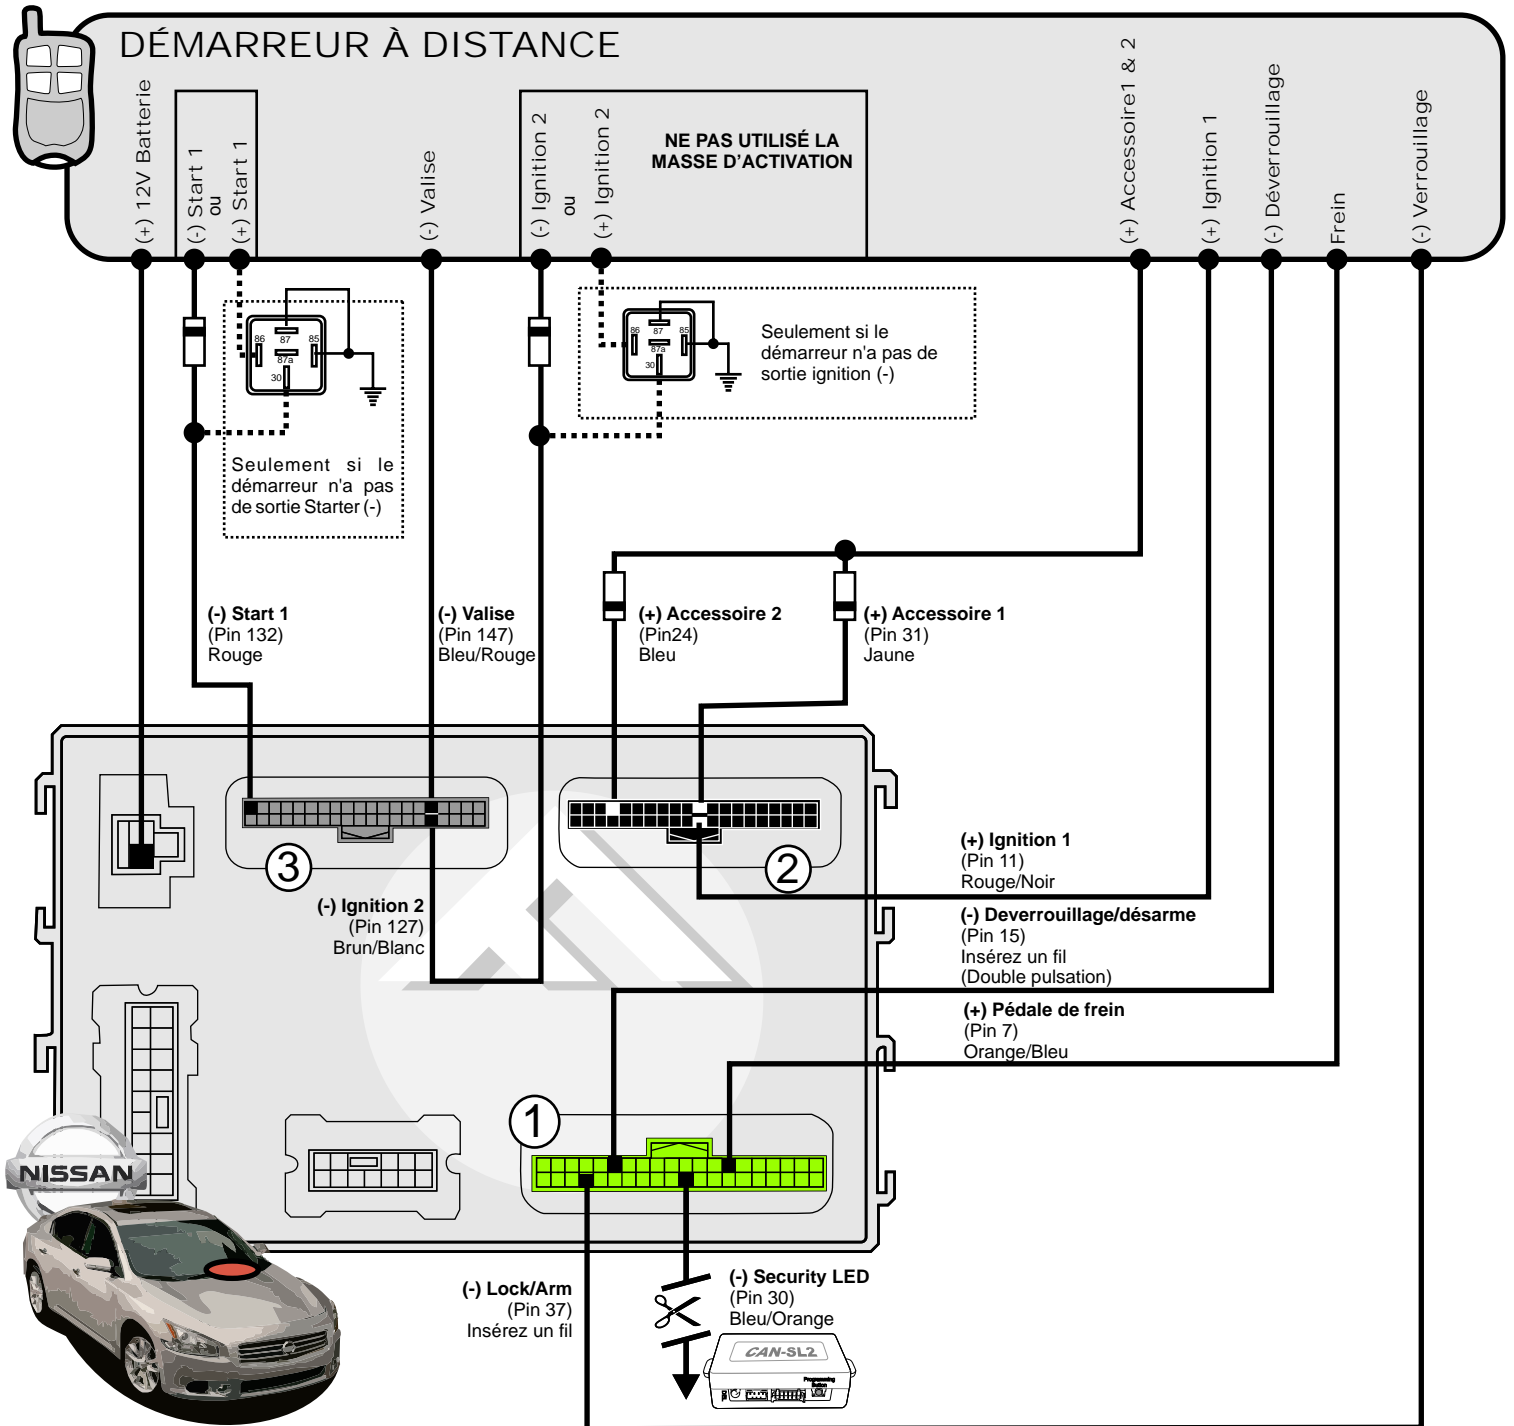 DÉMARREUR À DISTANCE
(+) 12V Batterie
(-) Start 1
ou
(+) Start 1
(-) Valise
(-) Ignition 2
ou
(+) Ignition 2
NE PAS UTILISÉ LA
MASSE D'ACTIVATION
(+) Accessoire1 & 2
(+) Ignition 1
(-) Déverrouillage
Frein
(-) Verrouillage
86
87
85
87a
30
Seulement si le
démarreur n'a pas
de sortie Starter (-)
86
87
85
87a
30
Seulement si le
démarreur n'a pas de
sortie ignition (-)
(-) Start 1
(Pin 132)
Rouge
(-) Valise
(Pin 147)
Bleu/Rouge
(+) Accessoire 2
(Pin24)
Bleu
(+) Accessoire 1
(Pin 31)
Jaune
3
2
(-) Ignition 2
(Pin 127)
Brun/Blanc
(+) Ignition 1
(Pin 11)
Rouge/Noir
(-) Deverrouillage/désarme
(Pin 15)
Insérez un fil
(Double pulsation)
(+) Pédale de frein
(Pin 7)
Orange/Bleu
1
NISSAN
(-) Lock/Arm
(Pin 37)
Insérez un fil
(-) Security LED
(Pin 30)
Bleu/Orange
CAN-SL2
Programming
Button